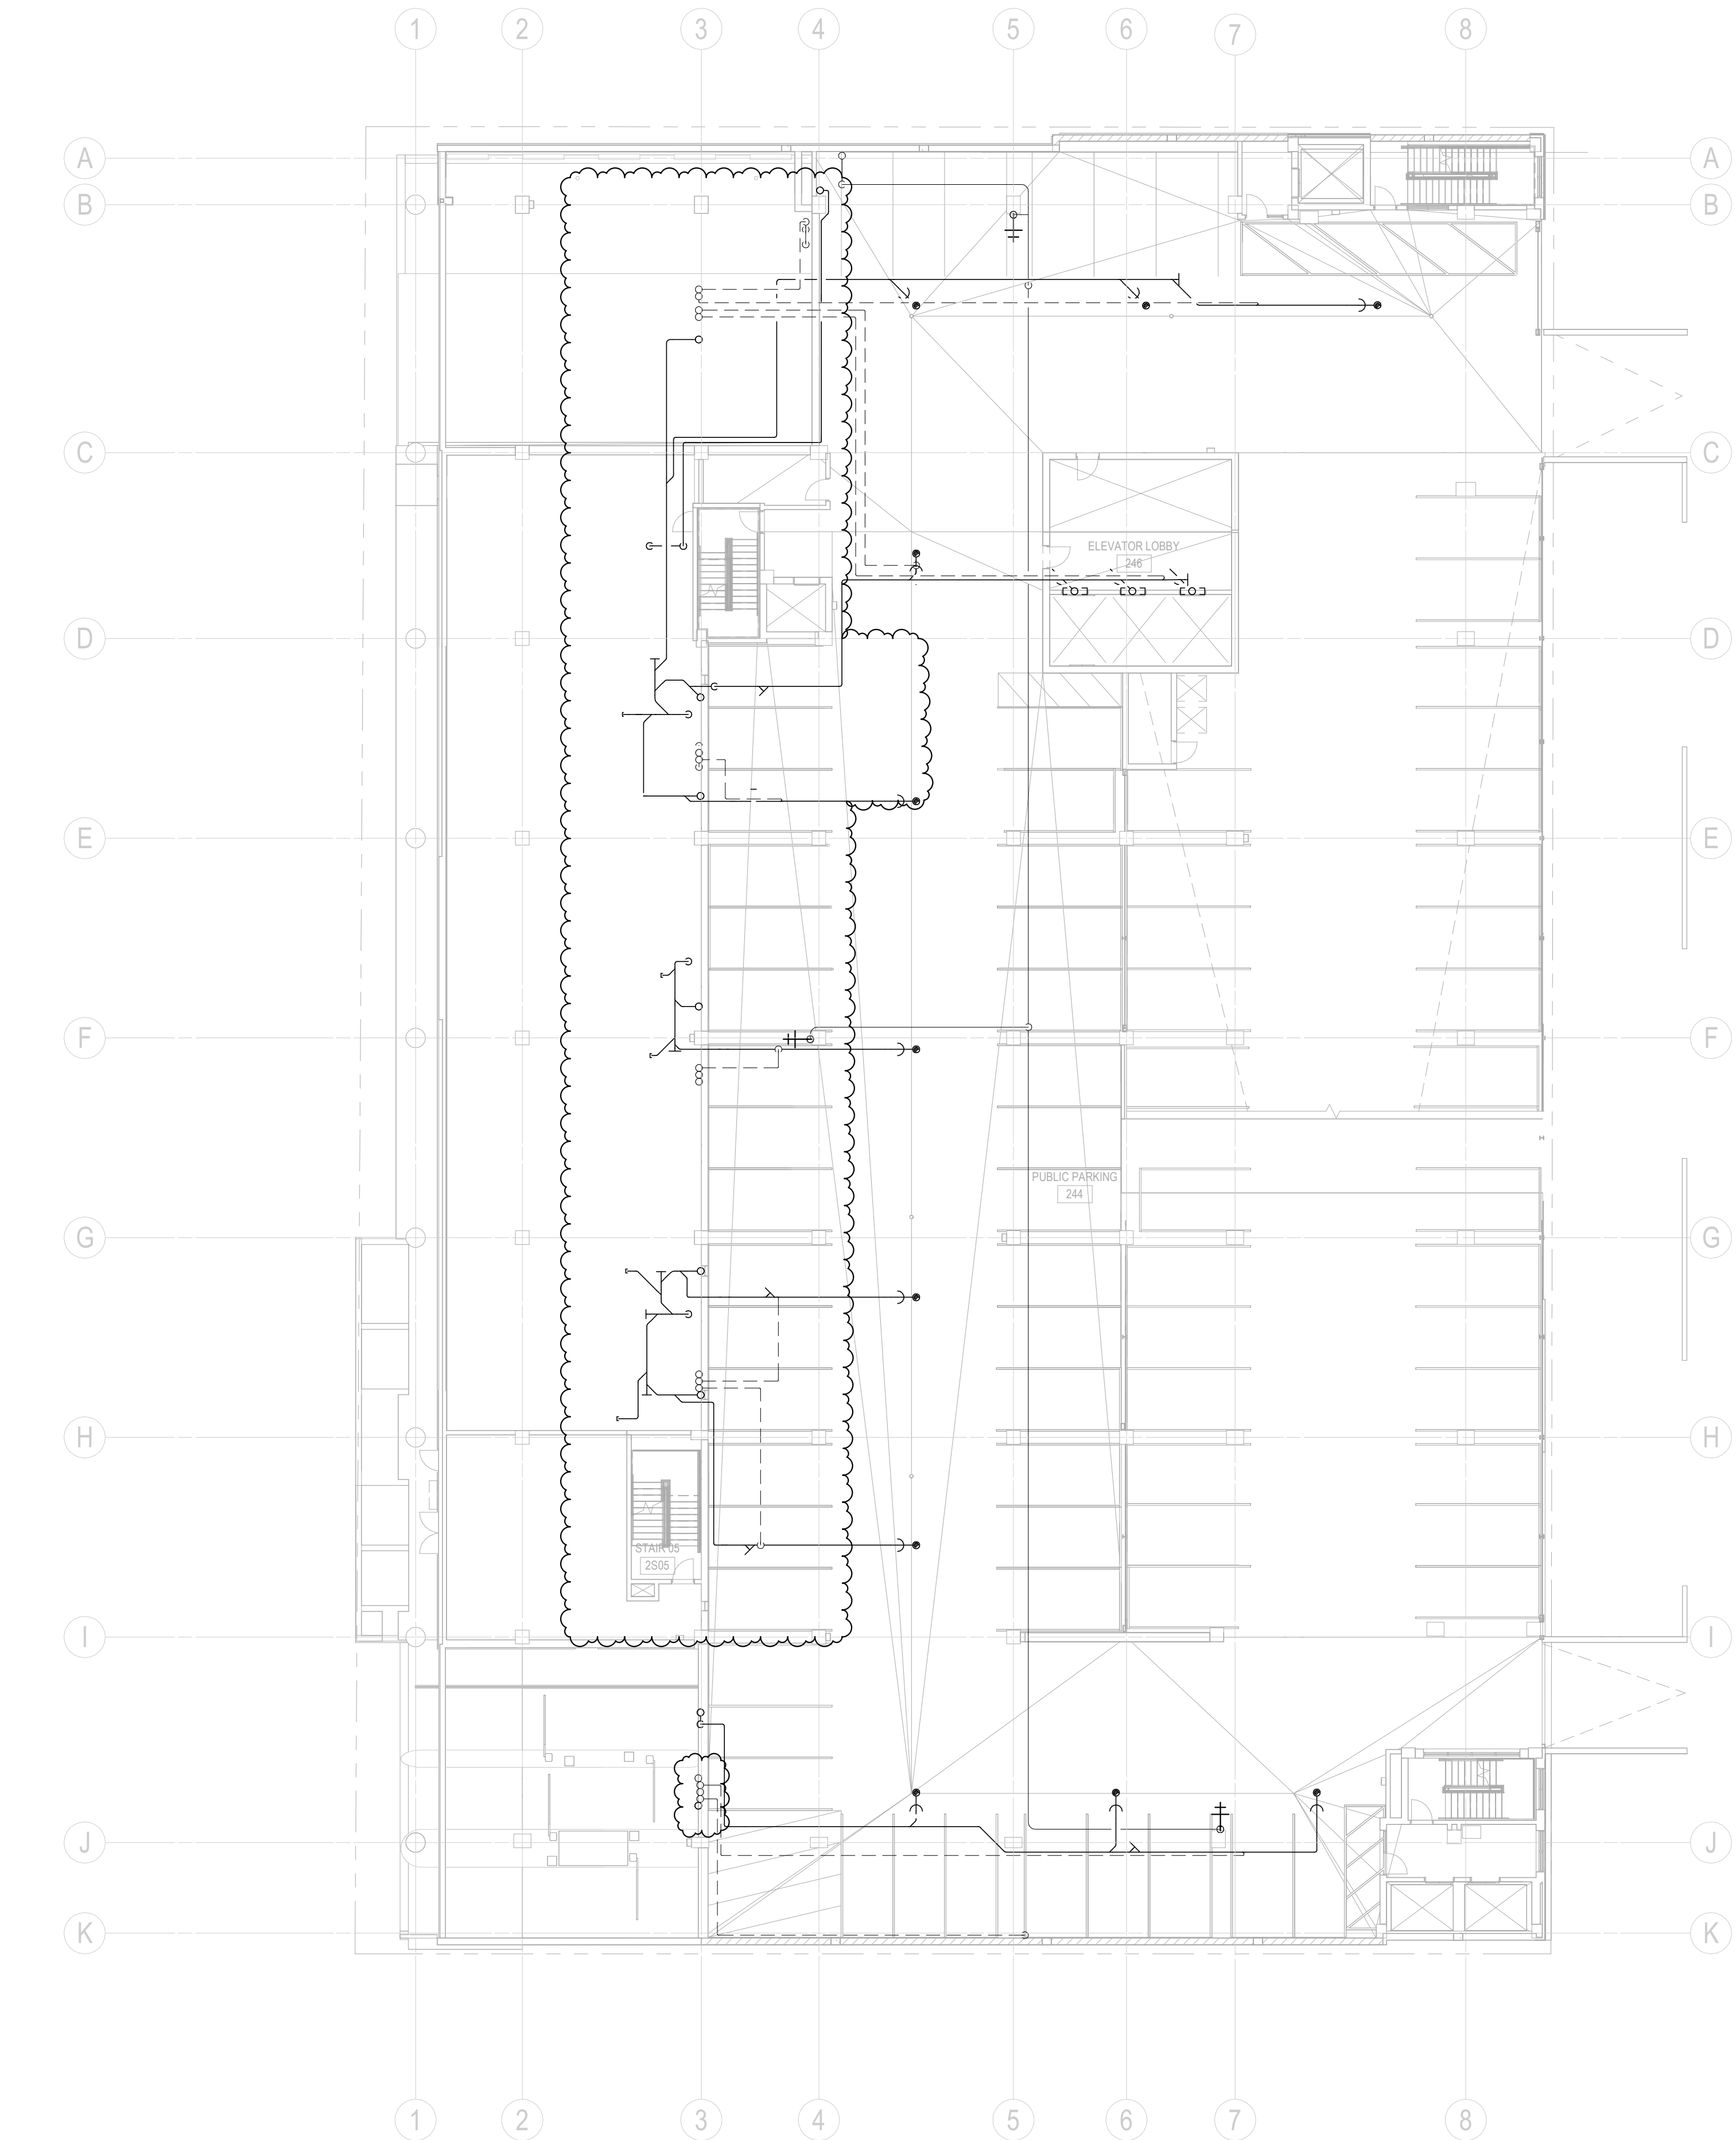 1 2 3 4 5 6 7 8
A A
B B
C C
ELEVATOR LOBBY
246
D D
E E
F F
PUBLIC PARKING
244
G G
H H
STAIR 05
2S05
I I
J J
K K
1 2 3 4 5 6 7 8